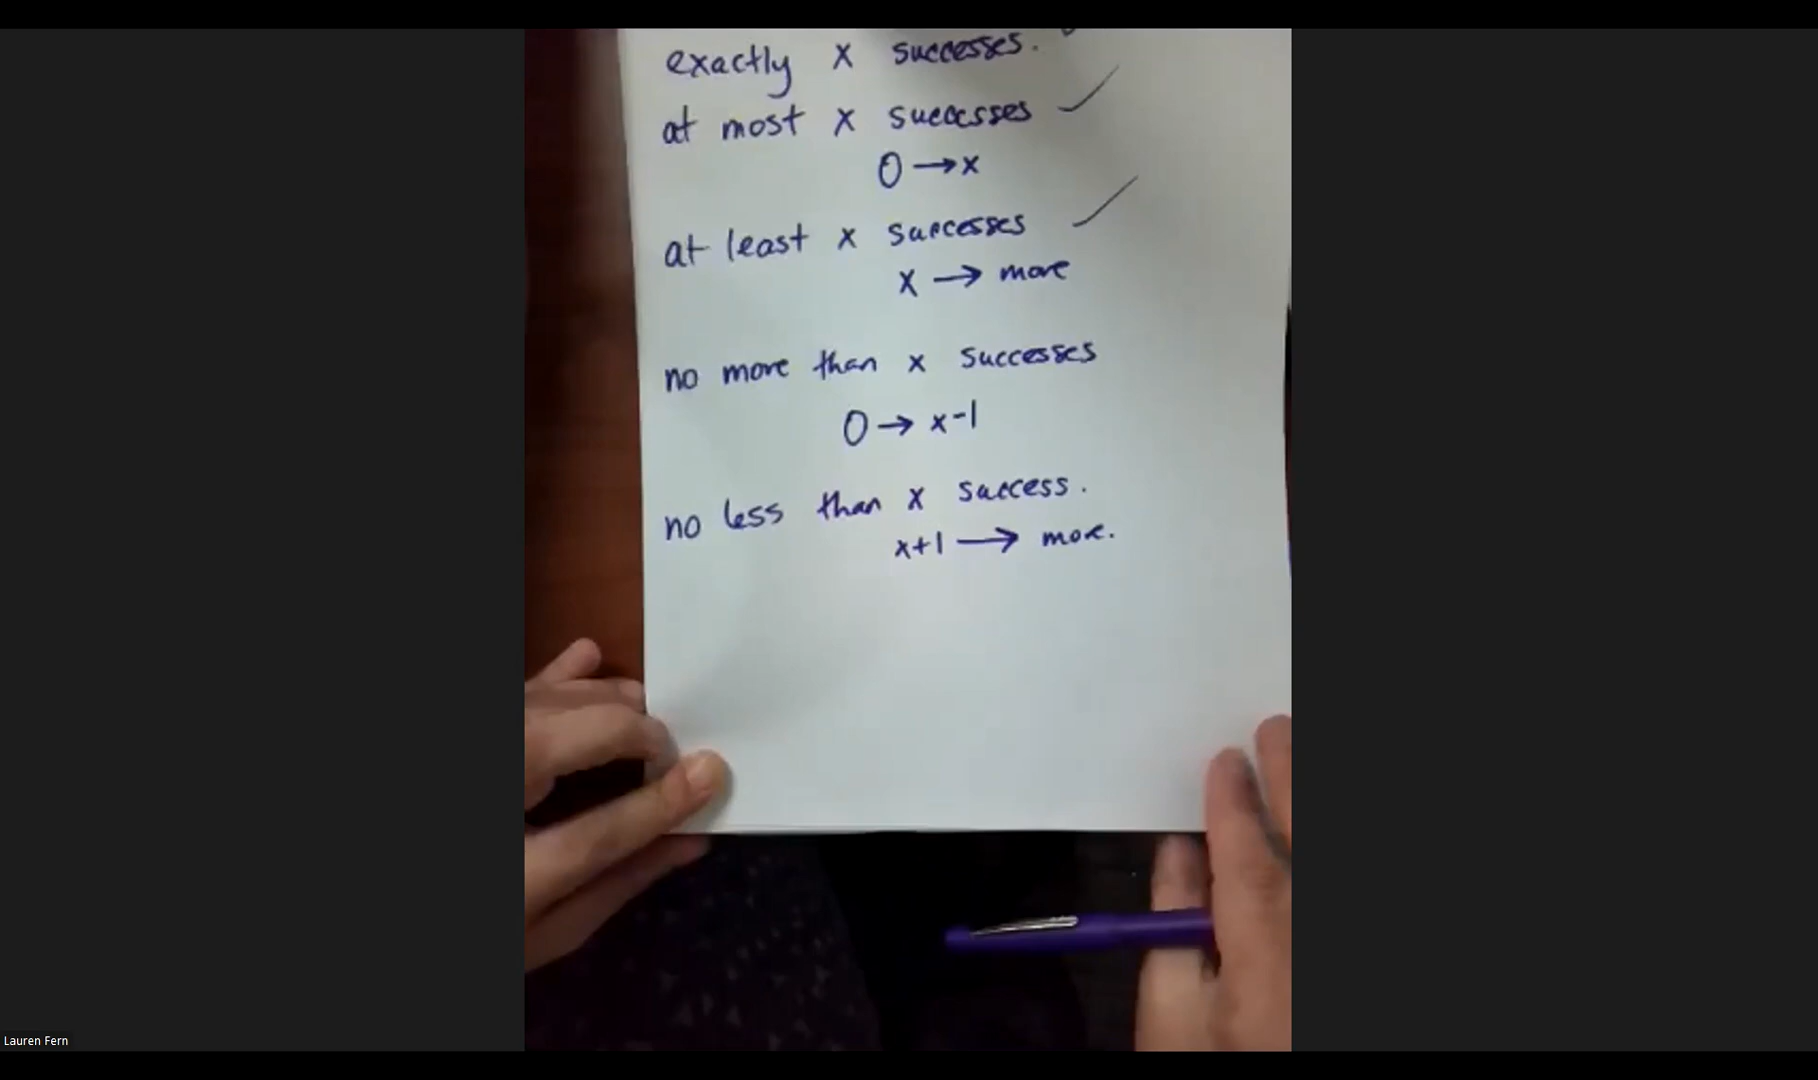 exactly x successes.
at most x successes
0 → x
at least x successes
x → more
no more than x successes
0 → x-1
no less than x success.
x+1 → more.
Lauren Fern